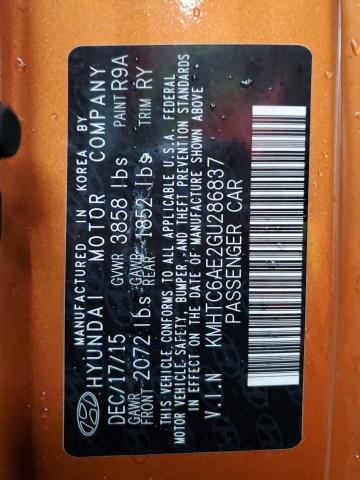 MANUFACTURED IN KOREA BY
HYUNDAI MOTOR COMPANY
DEC/17/15 GVWR 3858 lbs PAINT R9A
GAWR FRONT 2072 lbs GAWR REAR 1852 lbs TRIM RY
THIS VEHICLE CONFORMS TO ALL APPLICABLE U.S.A. FEDERAL
MOTOR VEHICLE-SAFETY, BUMPER, AND THEFT PREVENTION STANDARDS
IN EFFECT ON THE DATE OF MANUFACTURE SHOWN ABOVE
V.I.N KMHTC6AE2GU286837
PASSENGER CAR